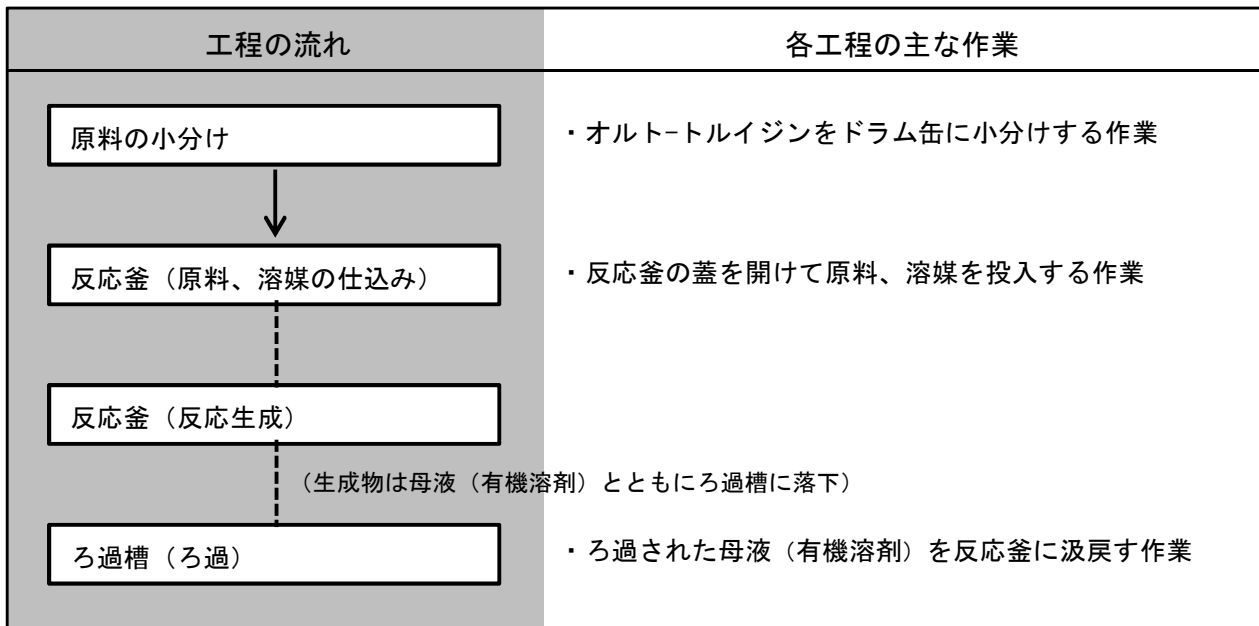 工程の流れ
各工程の主な作業
原料の小分け
・オルト-トルイジンをドラム缶に小分けする作業
反応釜（原料、溶媒の仕込み）
・反応釜の蓋を開けて原料、溶媒を投入する作業
反応釜（反応生成）
（生成物は母液（有機溶剤）とともにろ過槽に落下）
ろ過槽（ろ過）
・ろ過された母液（有機溶剤）を反応釜に汲戻す作業